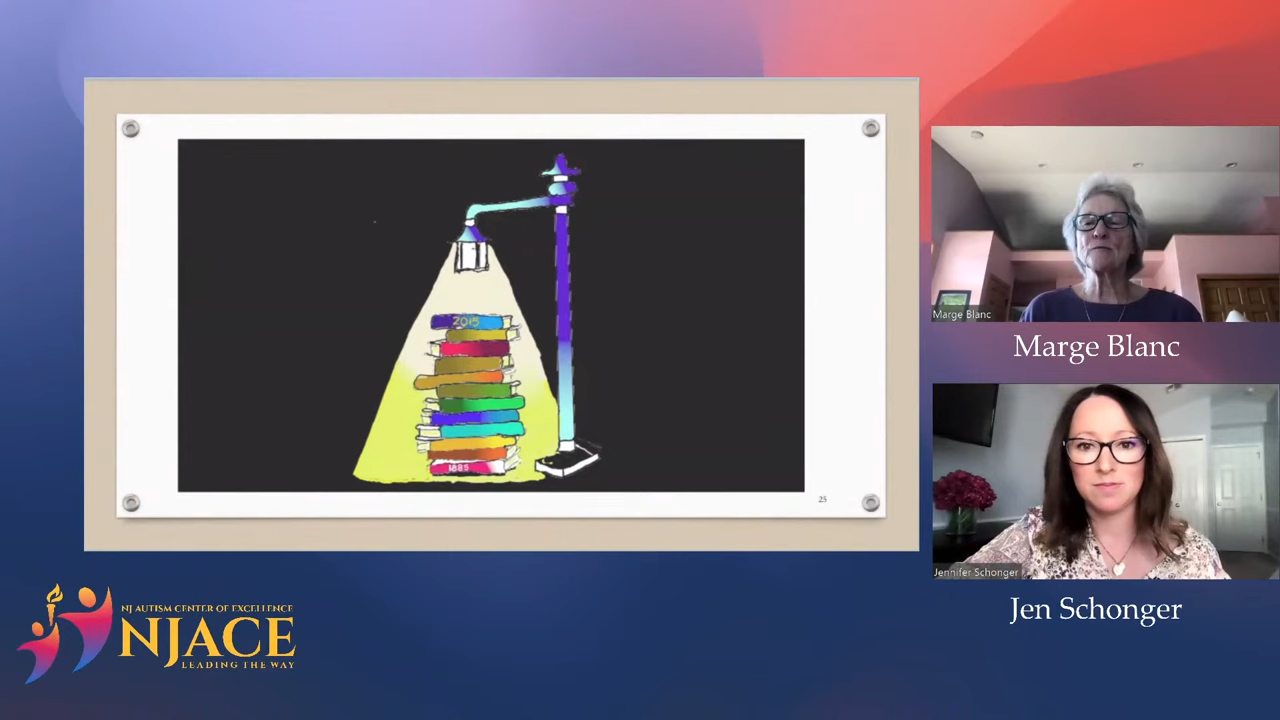 2015
1885
25
Marge Blanc
Marge Blanc
Jennifer Schonger
Jen Schonger
NJ AUTISM CENTER OF EXCELLENCE
NJACE
LEADING THE WAY